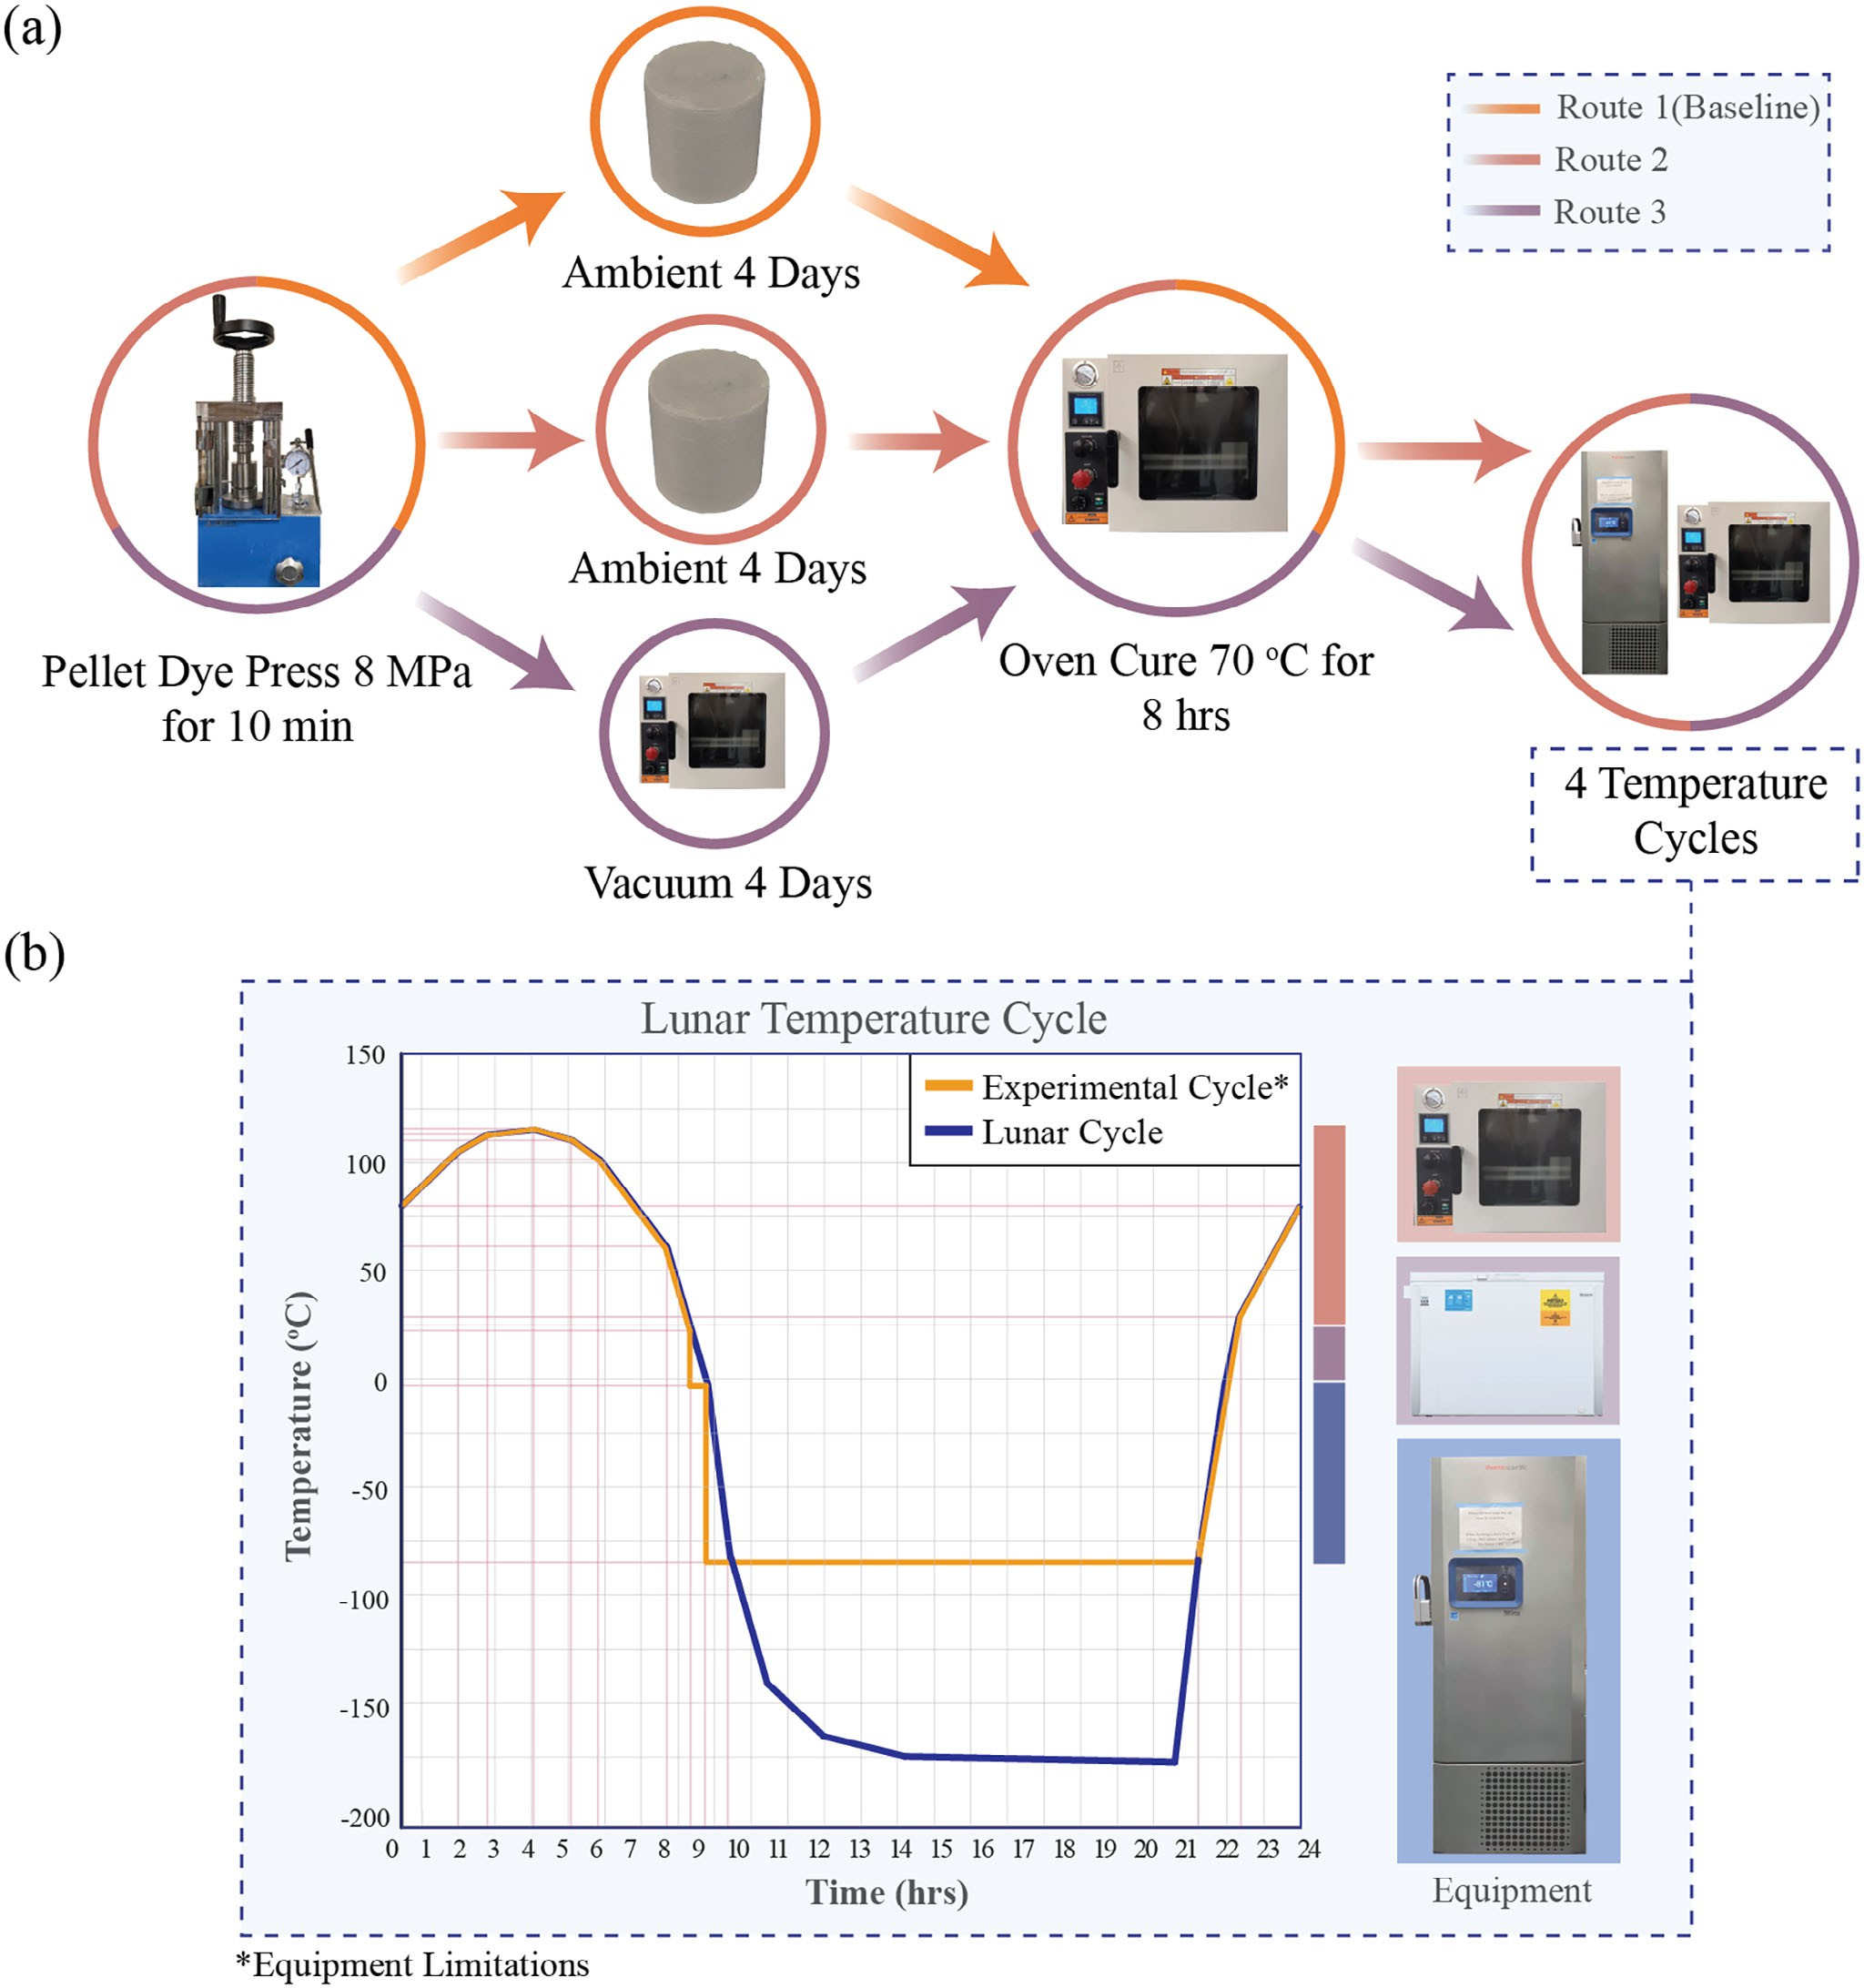 (a)
Route 1(Baseline)
Route 2
Route 3
Ambient 4 Days
Ambient 4 Days
Pellet Dye Press 8 MPa
for 10 min
Oven Cure 70 °C for
8 hrs
Vacuum 4 Days
4 Temperature
Cycles
(b)
Lunar Temperature Cycle
Experimental Cycle*
Lunar Cycle
150
100
50
0
-50
-100
-150
-200
Temperature (°C)
0 1 2 3 4 5 6 7 8 9 10 11 12 13 14 15 16 17 18 19 20 21 22 23 24
Time (hrs)
-81°C
Equipment
*Equipment Limitations